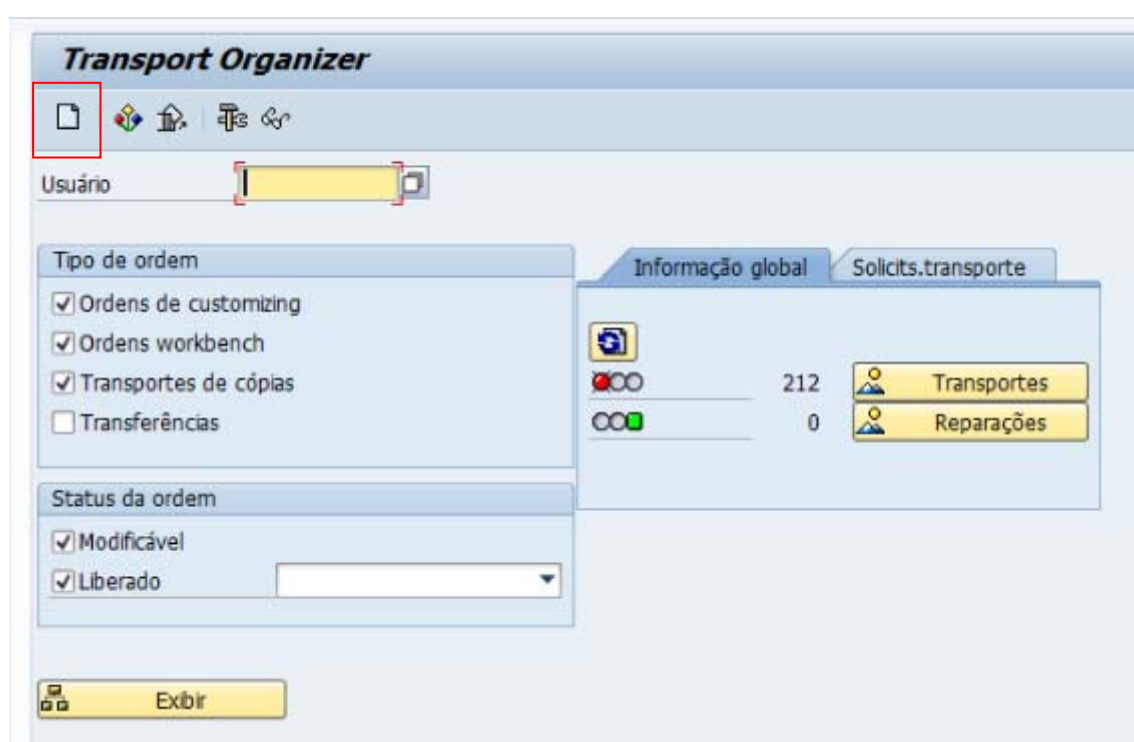 Transport Organizer
Usuário
Tipo de ordem
Ordens de customizing
Ordens workbench
Transportes de cópias
Transferências
Status da ordem
Modificável
Liberado
Informação global
Solicits.transporte
212
Transportes
0
Reparações
Exibir